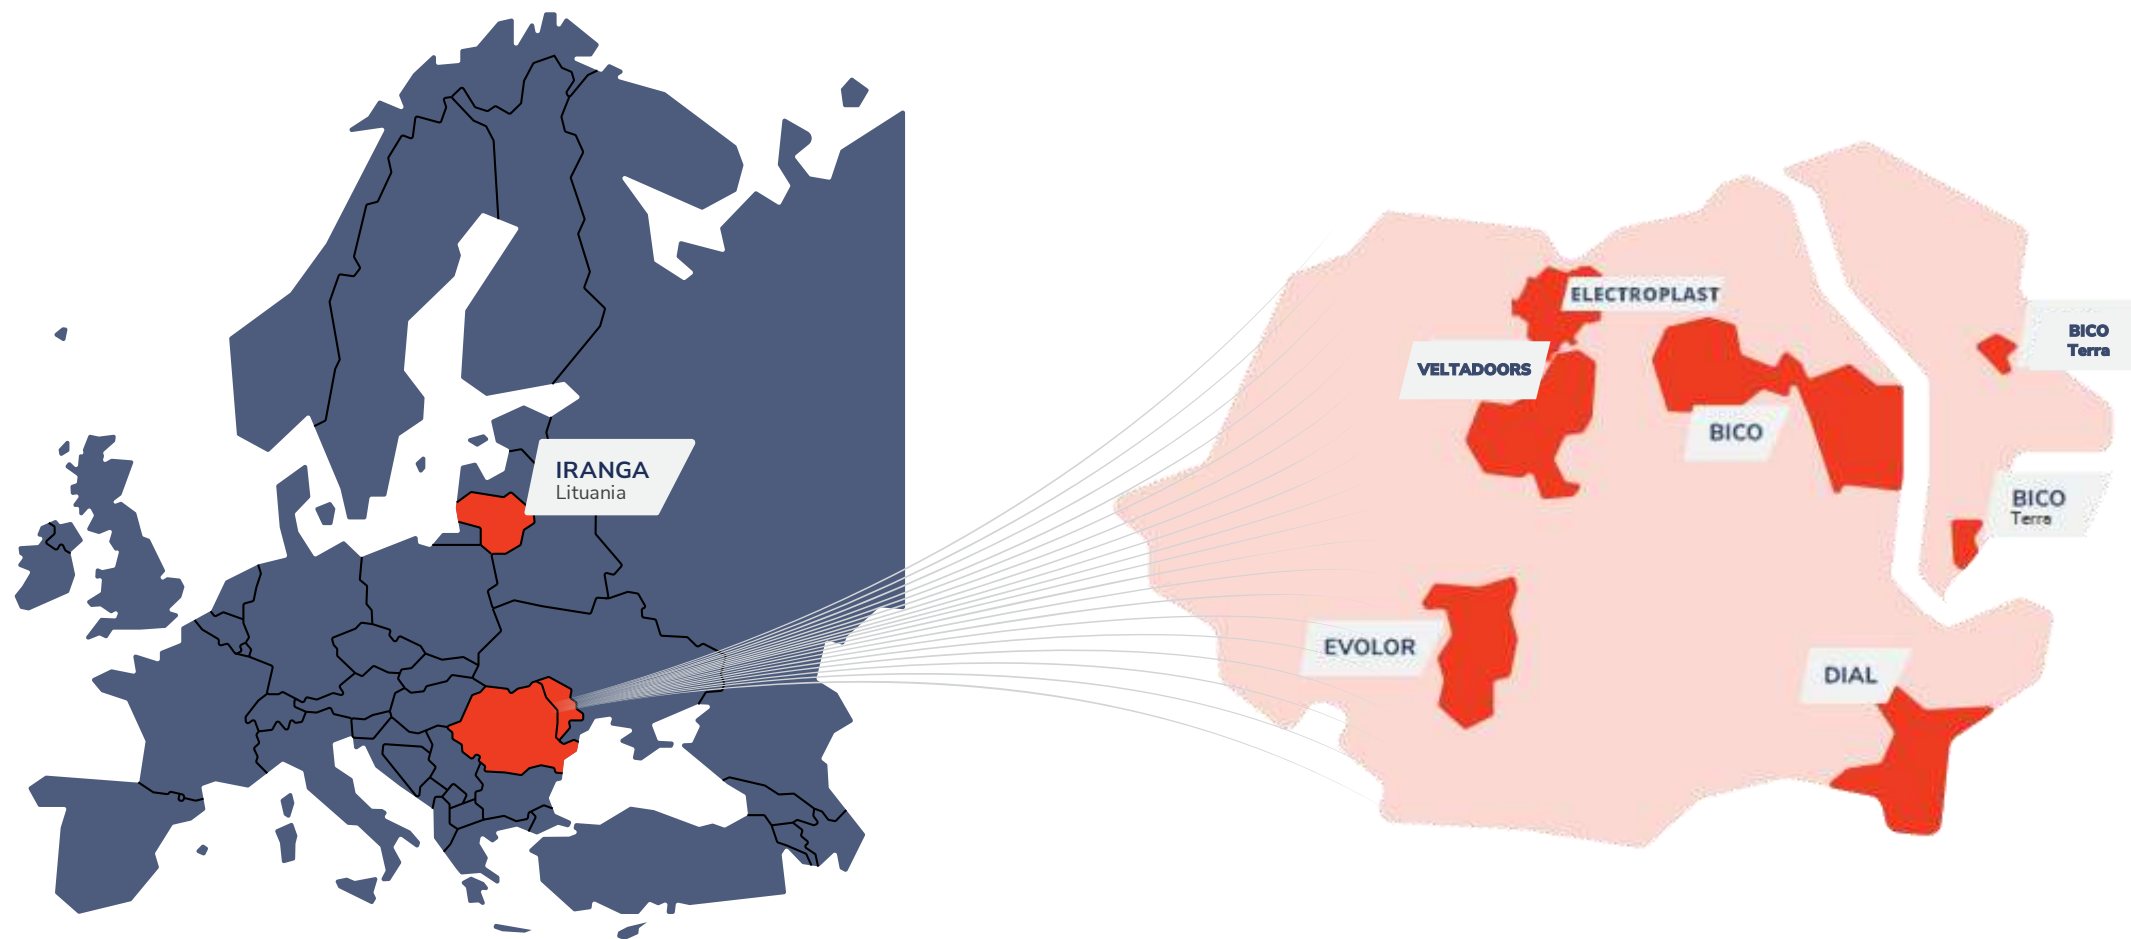 IRANGA
Lituania
ELECTROPLAST
VELTADOORS
BICO
BICO
Terra
BICO
Terra
EVOLOR
DIAL